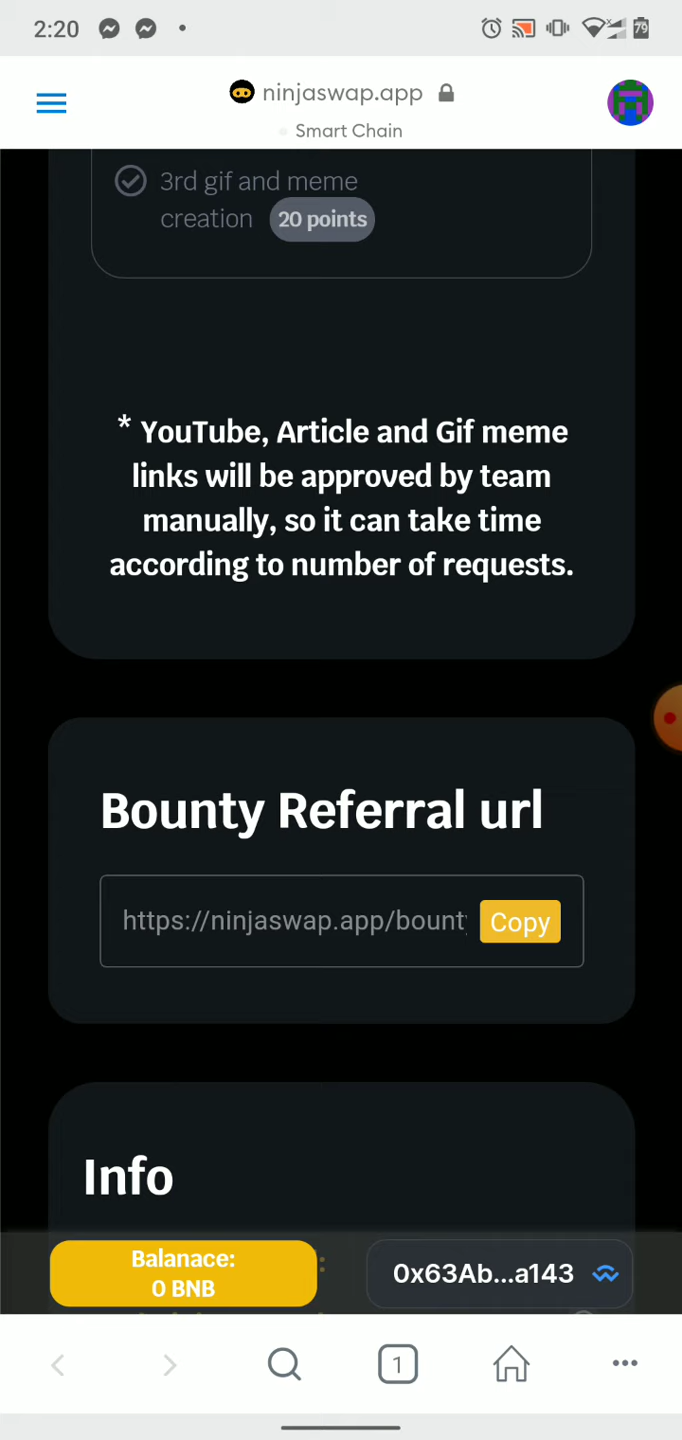 2:20
79
ninjaswap.app
Smart Chain
3rd gif and meme
creation 20 points
* YouTube, Article and Gif meme
links will be approved by team
manually, so it can take time
according to number of requests.
Bounty Referral url
https://ninjaswap.app/bounty
Copy
Info
Balanace:
0 BNB
0x63Ab...a143
1